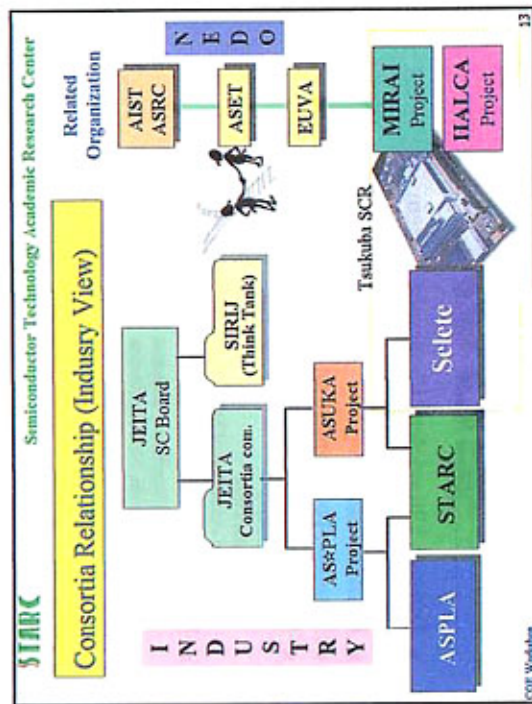 STARC
Semiconductor Technology Academic Research Center
Consortia Relationship (Indusry View)
Related
Organization
I
N
D
U
S
T
R
Y
JEITA
SC Board
JEITA
Consortia com.
SIRIJ
(Think Tank)
AS☆PLA
Project
ASUKA
Project
ASPLA
STARC
Selete
AIST
ASRC
ASET
EUVA
N
E
D
O
Tsukuba SCR
MIRAI
Project
HALCA
Project
Workshop
13